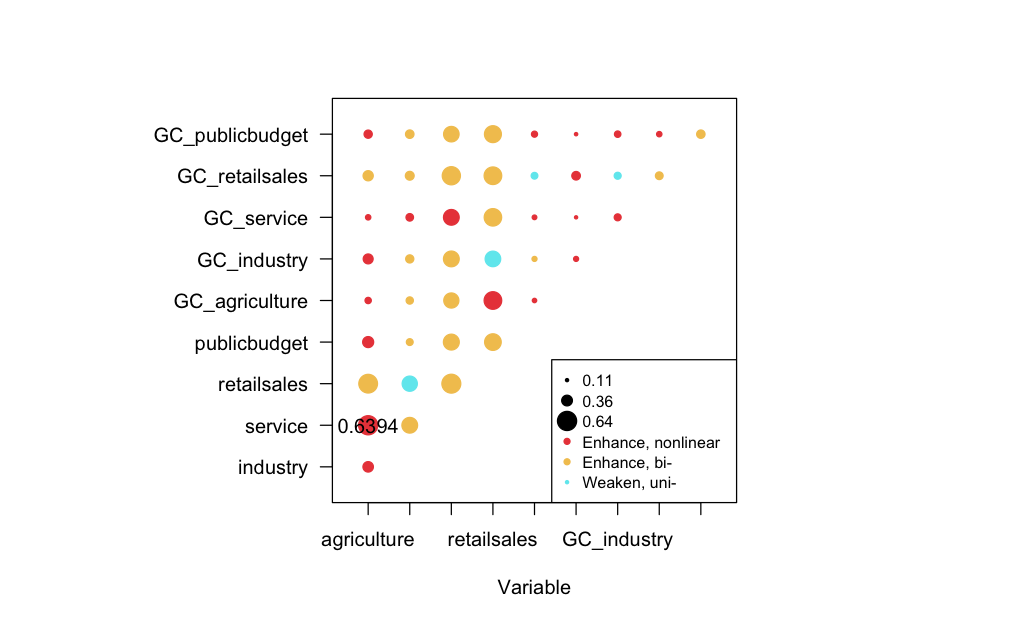 GC_publicbudget
GC_retailsales
GC_service
GC_industry
GC_agriculture
publicbudget
retailsales
service
industry
0.6394
0.11
0.36
0.64
Enhance, nonlinear
Enhance, bi-
Weaken, uni-
agriculture retailsales GC_industry
Variable